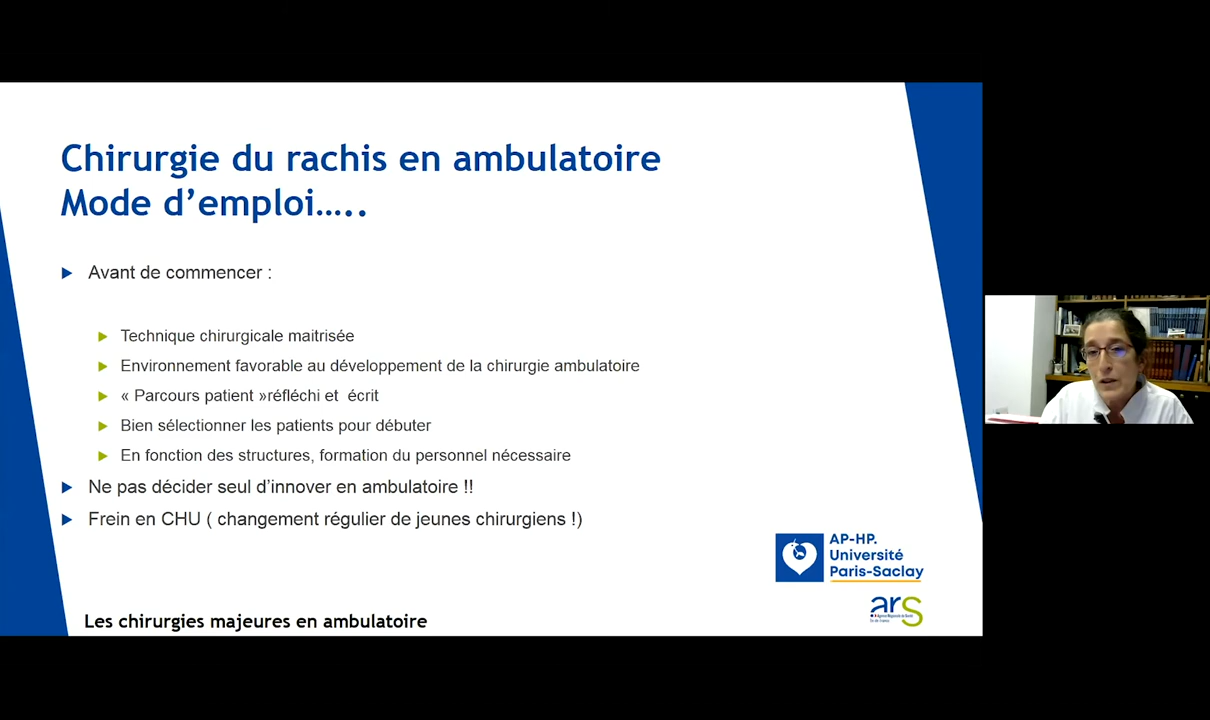 Chirurgie du rachis en ambulatoire
Mode d’emploi…..
Avant de commencer :
Technique chirurgicale maitrisée
Environnement favorable au développement de la chirurgie ambulatoire
« Parcours patient »réfléchi et  écrit
Bien sélectionner les patients pour débuter
En fonction des structures, formation du personnel nécessaire
Ne pas décider seul d’innover en ambulatoire !!
Frein en CHU ( changement régulier de jeunes chirurgiens !)
AP-HP.
Université
Paris-Saclay
arS
Les chirurgies majeures en ambulatoire